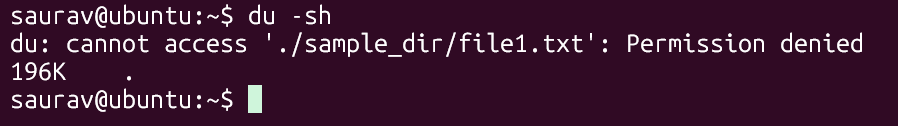 saurav@ubuntu:~$ du -sh
du: cannot access './sample_dir/file1.txt': Permission denied
196K    .
saurav@ubuntu:~$